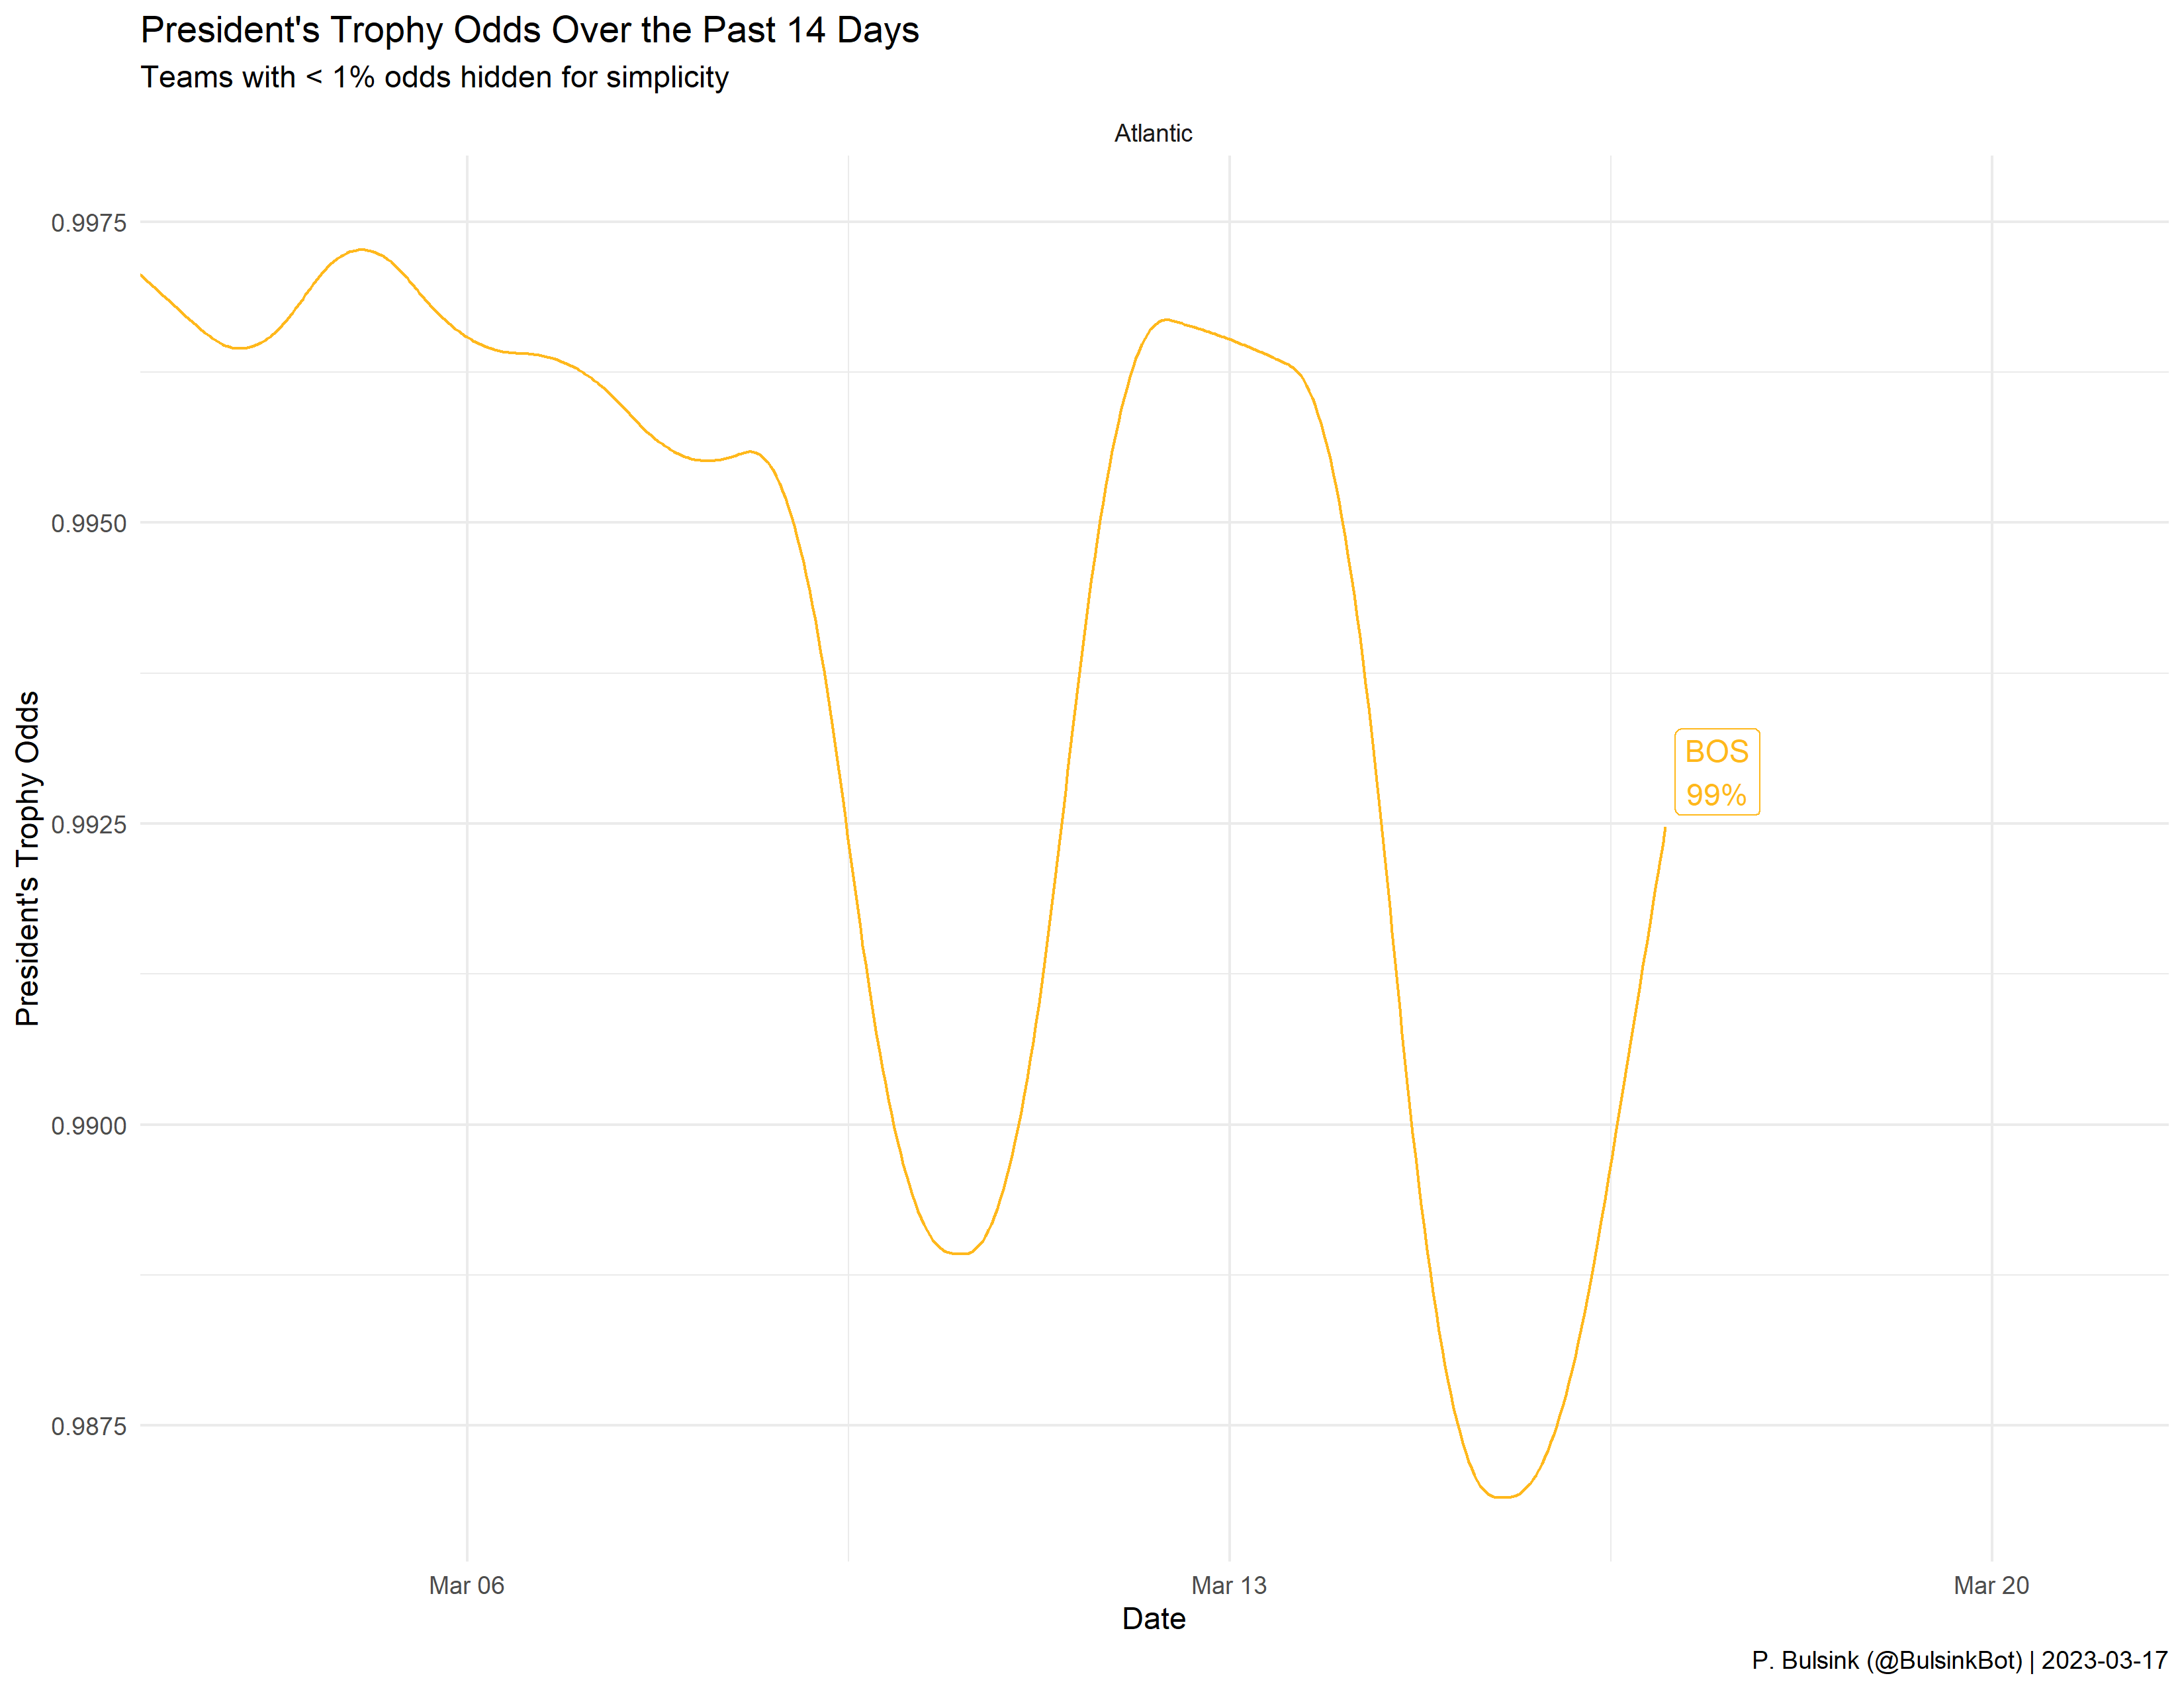 President's Trophy Odds Over the Past 14 Days
Teams with < 1% odds hidden for simplicity
Atlantic
0.9975
0.9950
0.9925
0.9900
0.9875
President's Trophy Odds
BOS
99%
Mar 06
Mar 13
Mar 20
Date
P. Bulsink (@BulsinkBot) | 2023-03-17